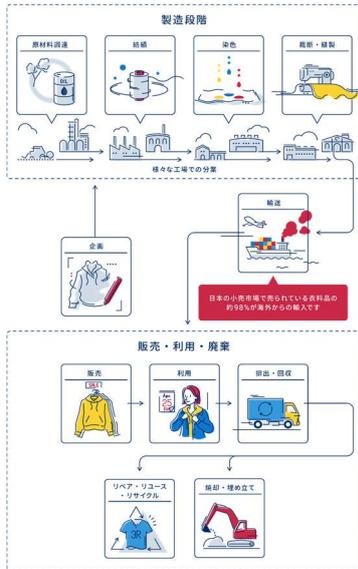 製造段階
原材料調達
紡績
染色
裁断・縫製
OIL
様々な工場での分業
輸送
企画
日本の小売市場で売られている衣料品の
約98%が海外からの輸入です
販売・利用・廃棄
販売
利用
排出・回収
SALE
Apr
25
リペア・リユース
・リサイクル
焼却・埋め立て
3R